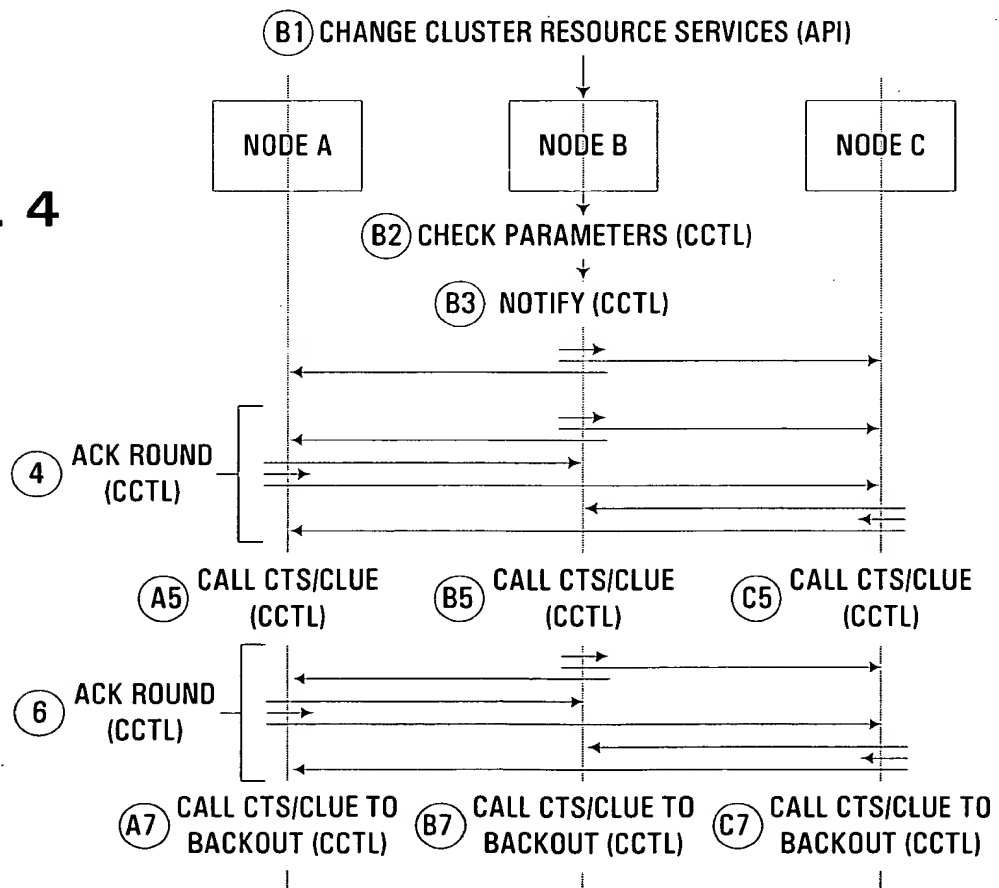 B1 CHANGE CLUSTER RESOURCE SERVICES (API)
NODE A
NODE B
NODE C
. 4
B2 CHECK PARAMETERS (CCTL)
B3 NOTIFY (CCTL)
4 ACK ROUND
(CCTL)
A5 CALL CTS/CLUE
(CCTL)
B5 CALL CTS/CLUE
(CCTL)
C5 CALL CTS/CLUE
(CCTL)
6 ACK ROUND
(CCTL)
A7 CALL CTS/CLUE TO
BACKOUT (CCTL)
B7 CALL CTS/CLUE TO
BACKOUT (CCTL)
C7 CALL CTS/CLUE TO
BACKOUT (CCTL)